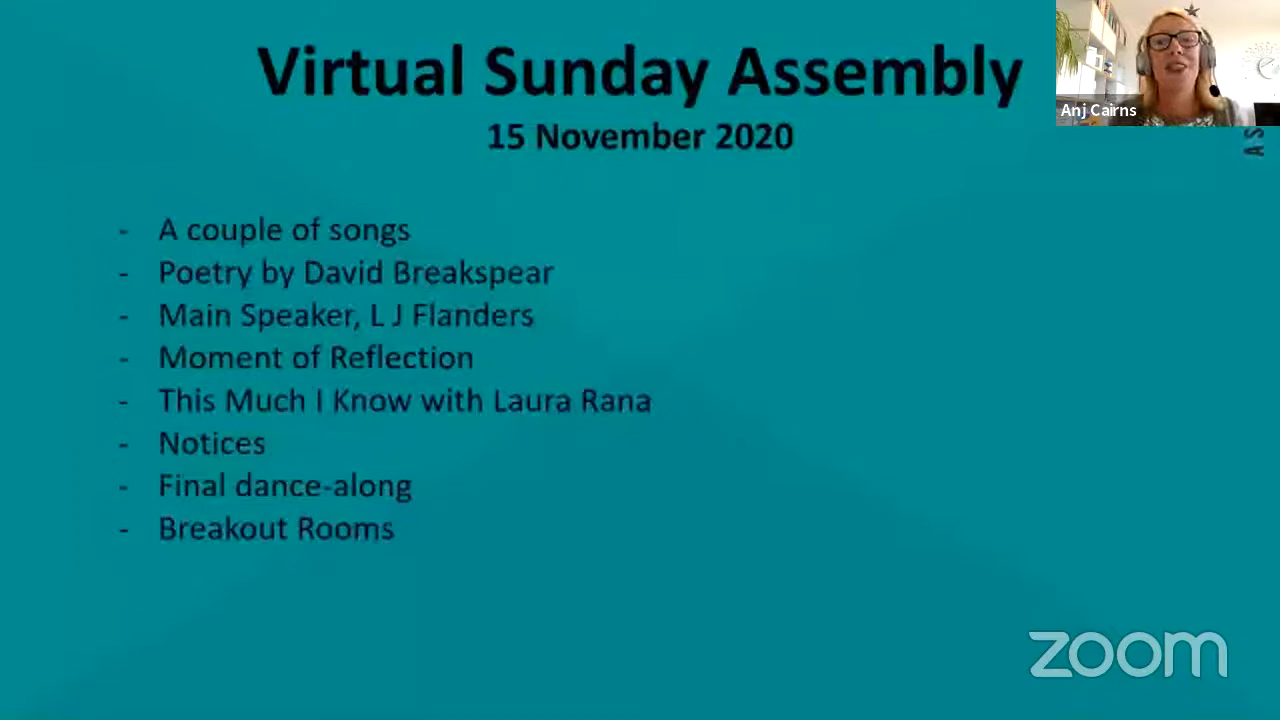 Virtual Sunday Assembly
15 November 2020
Anj Cairns
AS
- A couple of songs
- Poetry by David Breakspear
- Main Speaker, L J Flanders
- Moment of Reflection
- This Much I Know with Laura Rana
- Notices
- Final dance-along
- Breakout Rooms
zoom